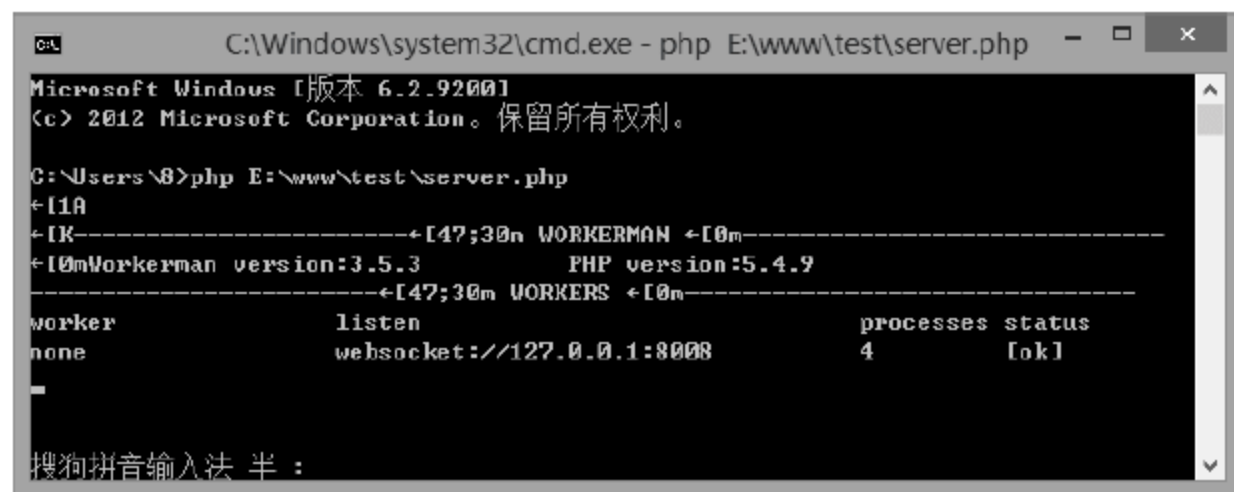 C:\Windows\system32\cmd.exe - php  E:\www\test\server.php
Microsoft Windows [版本 6.2.9200]
(c) 2012 Microsoft Corporation。保留所有权利。
C:\Users\8>php E:\www\test\server.php
←[1A
←[K-----------------------←[47;30m WORKERMAN ←[0m-----------------------------
←[0mWorkerman version:3.5.3          PHP version:5.4.9
------------------------←[47;30m WORKERS ←[0m-------------------------------
worker               listen                              processes status
none                 websocket://127.0.0.1:8008          4         [ok]
搜狗拼音输入法 半 :